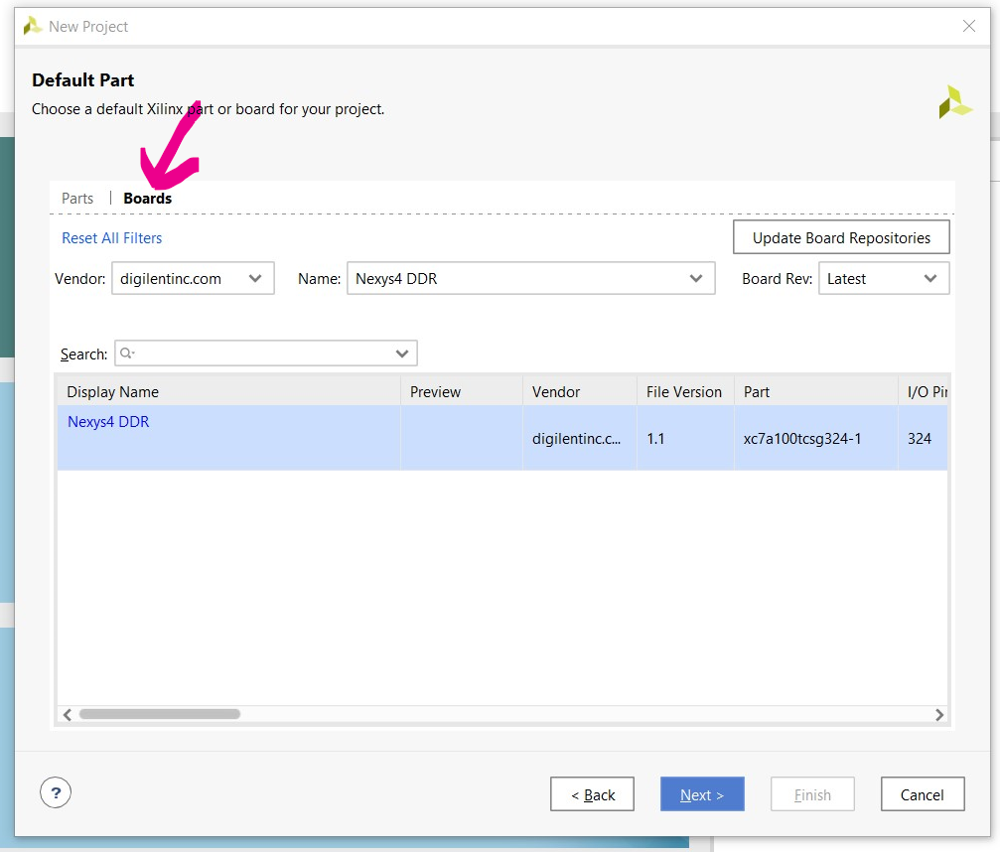 New Project
Default Part
Choose a default Xilinx part or board for your project.
Parts | Boards
Reset All Filters
Update Board Repositories
Vendor: digilentinc.com Name: Nexys4 DDR Board Rev: Latest
Search:
Display Name Preview Vendor File Version Part I/O Pin
Nexys4 DDR
digilentinc.c... 1.1 xc7a100tcsg324-1 324
? < Back Next > Finish Cancel